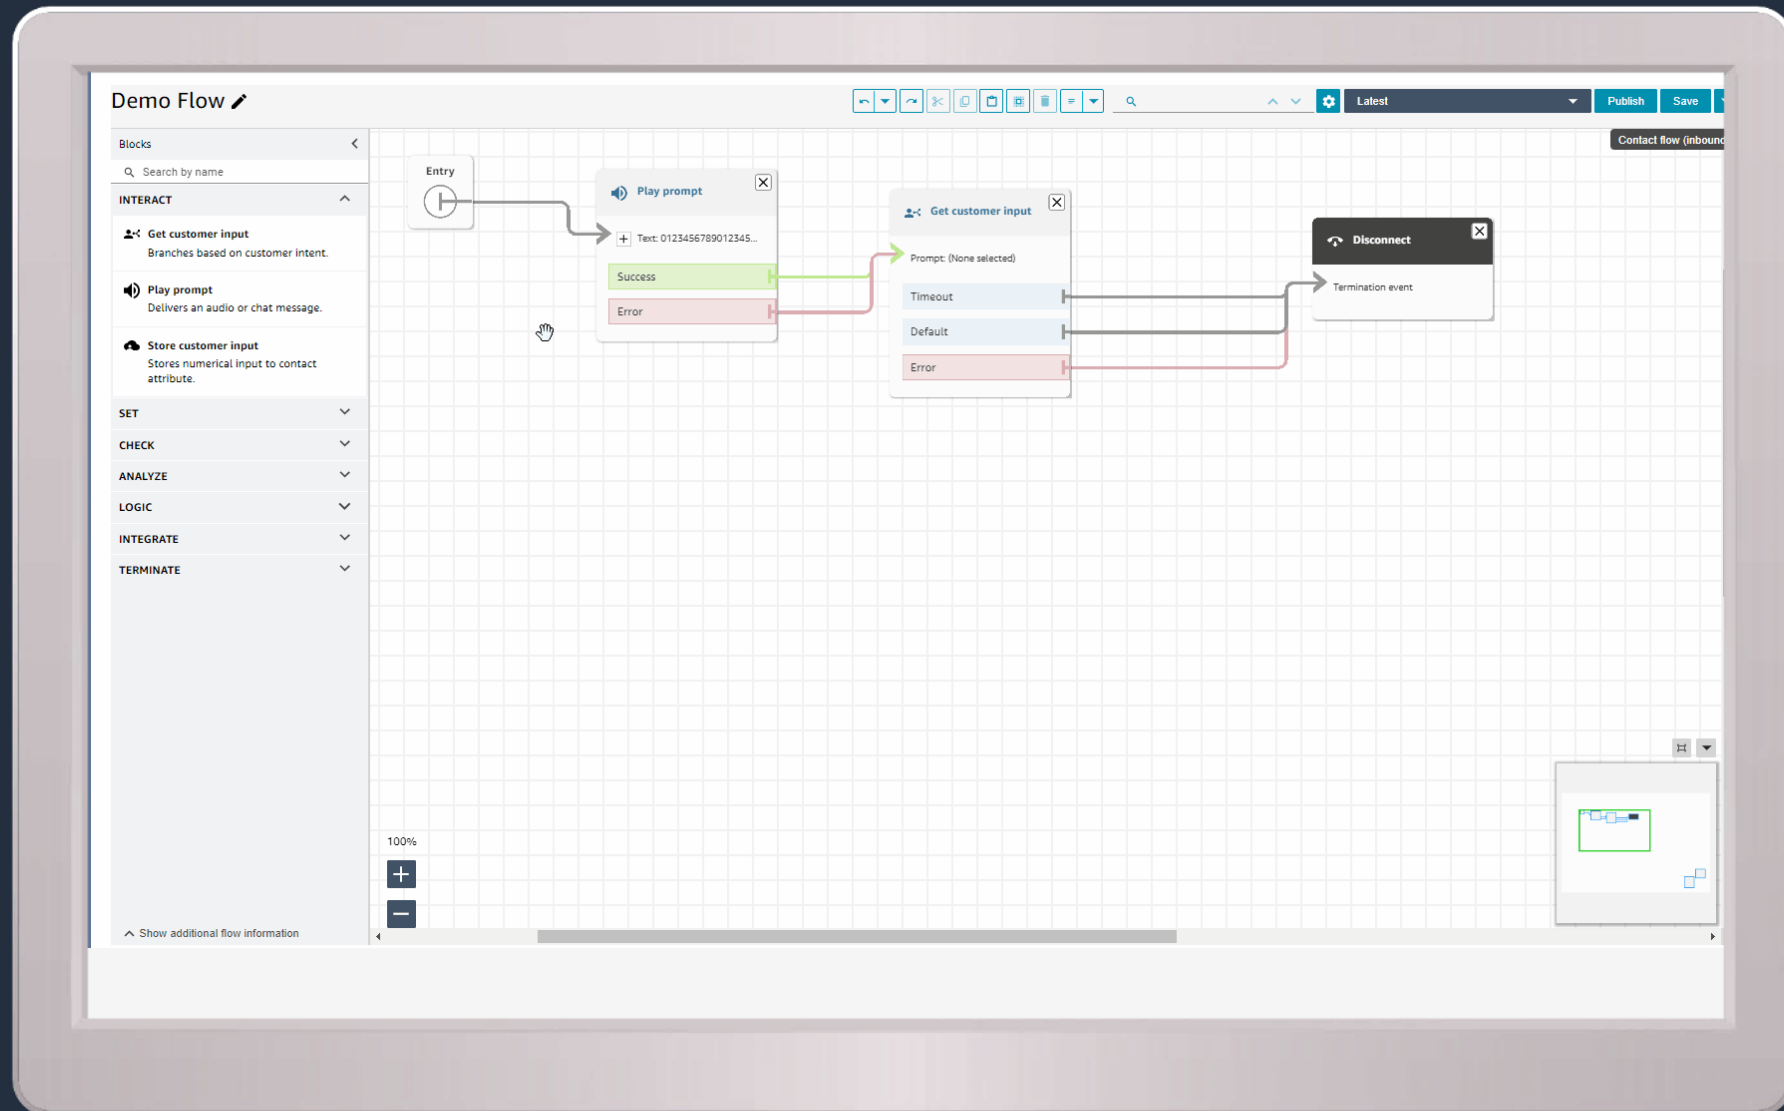 Demo Flow
Latest
Publish
Save
Contact flow (inbound
Blocks
Search by name
INTERACT
Get customer input
Branches based on customer intent.
Play prompt
Delivers an audio or chat message.
Store customer input
Stores numerical input to contact
attribute.
SET
CHECK
ANALYZE
LOGIC
INTEGRATE
TERMINATE
Show additional flow information
Entry
Play prompt
Text: 0123456789012345...
Success
Error
Get customer input
Prompt: (None selected)
Timeout
Default
Error
Disconnect
Termination event
100%